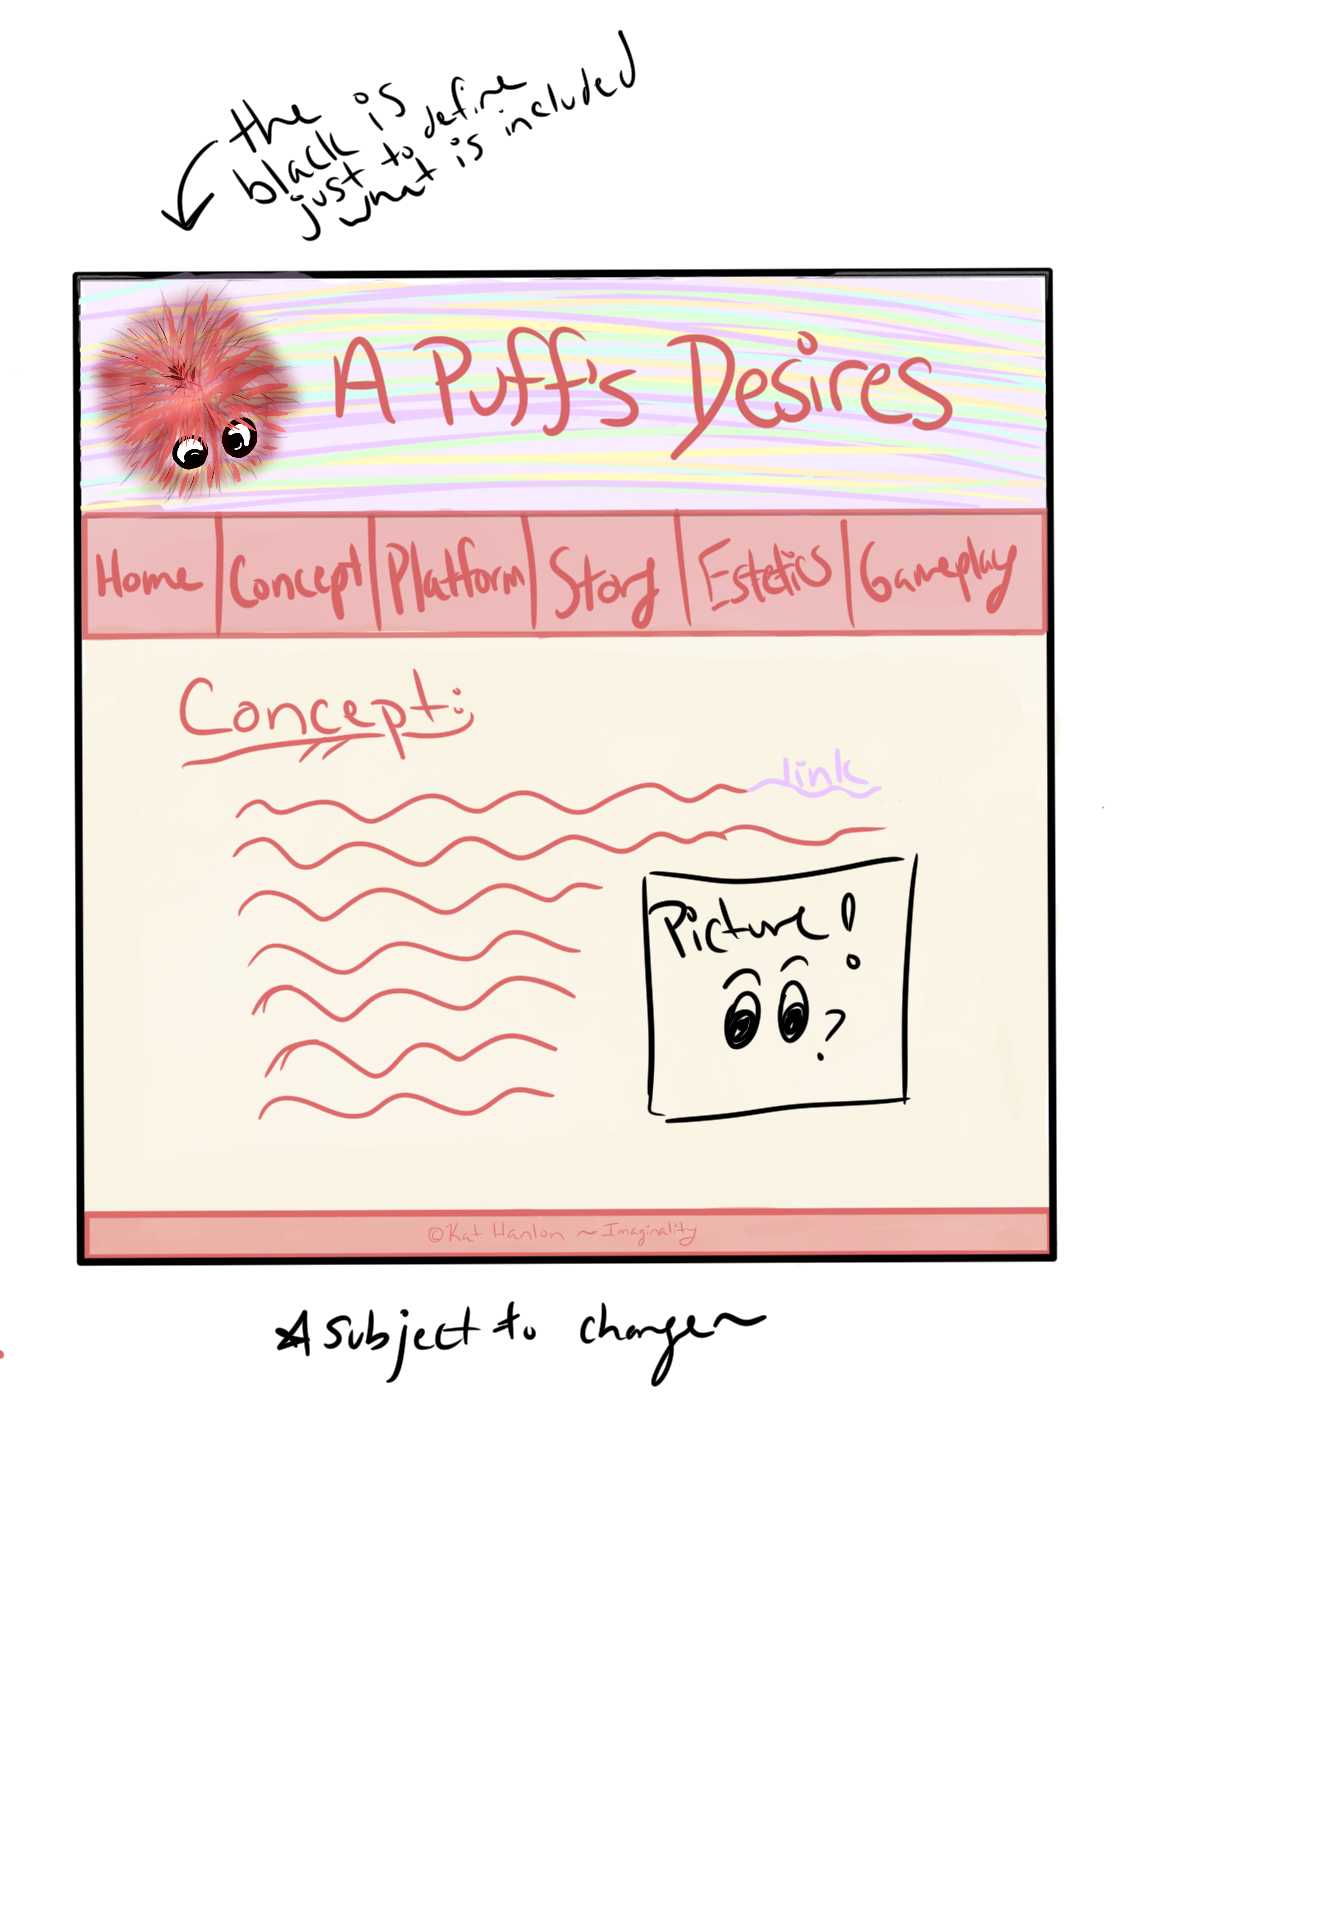 the
black is
just to define
what is included
A Puff's Desires
Home Concept Platform Story Estetics Gameplay
Concept:
link
Picture!
?
©Kat Hanlon ~ Imaginality
*Subject to change~